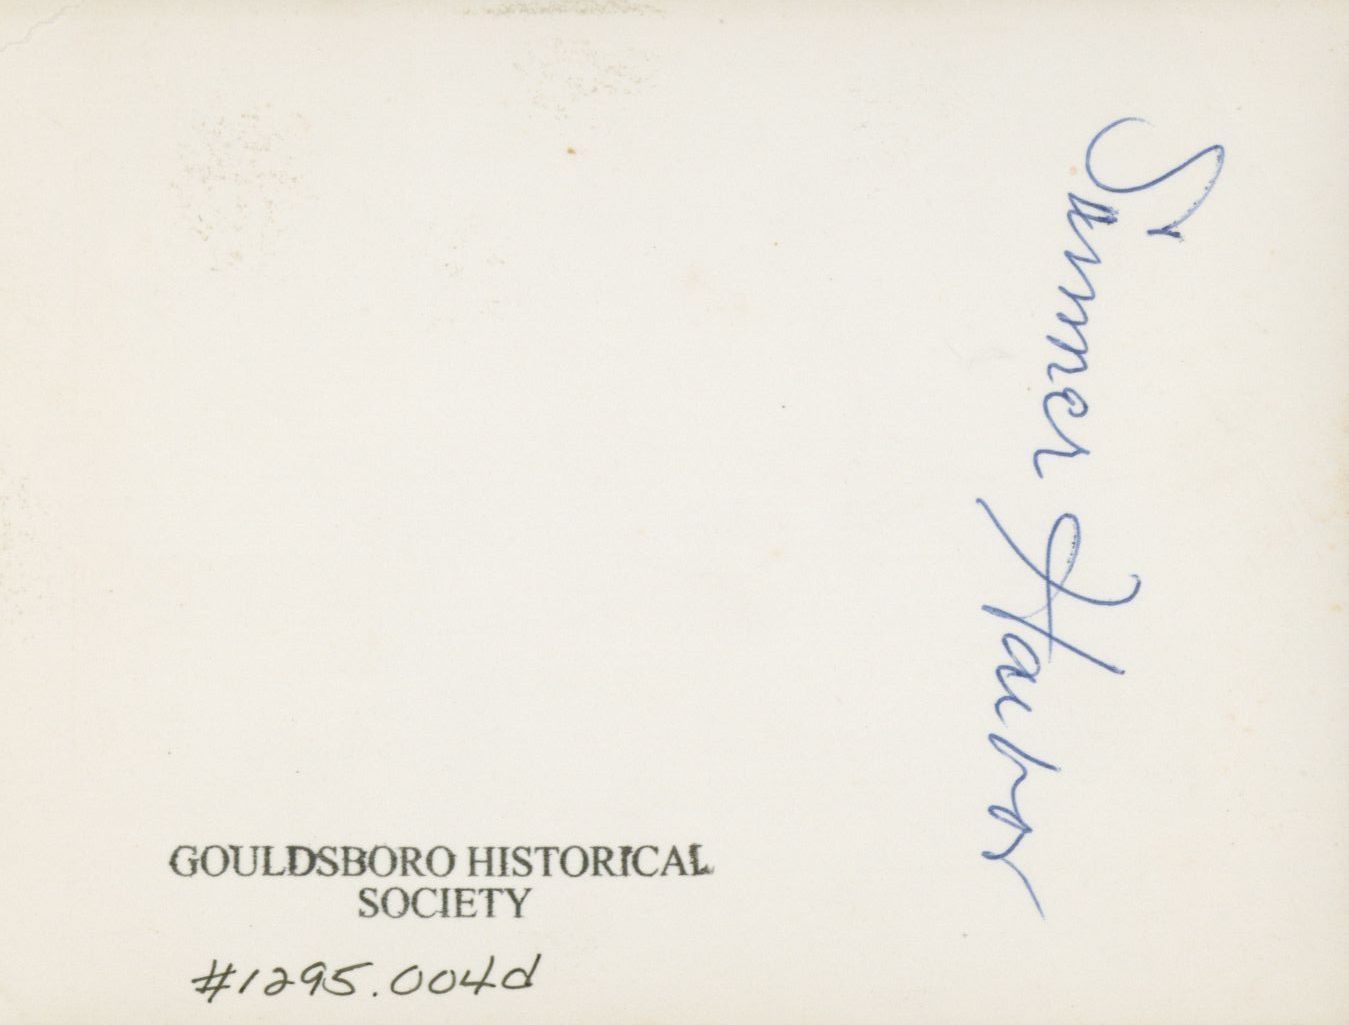 Summer Harbor
GOULDSBORO HISTORICAL
SOCIETY
#1295.004d